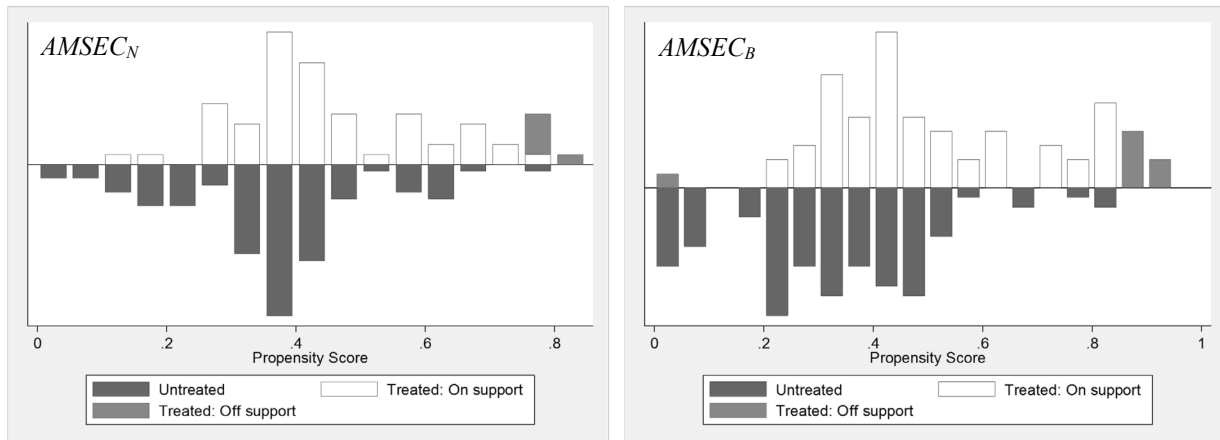 AMSEC_N
0 .2 .4 .6 .8
Propensity Score
Untreated Treated: On support
Treated: Off support
AMSEC_B
0 .2 .4 .6 .8 1
Propensity Score
Untreated Treated: On support
Treated: Off support